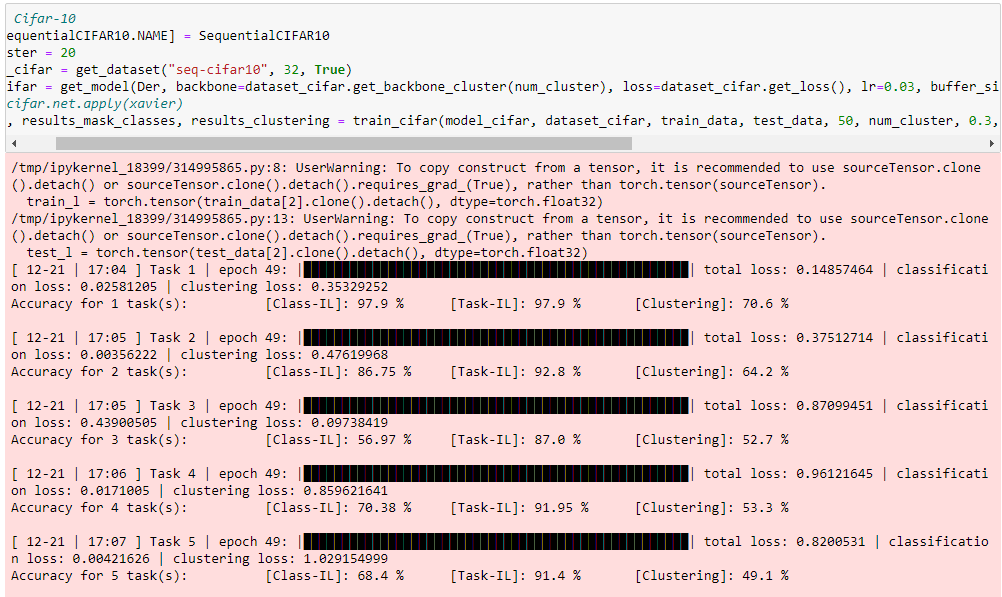 Cifar-10
equentialCIFAR10.NAME] = SequentialCIFAR10
ster = 20
_cifar = get_dataset("seq-cifar10", 32, True)
ifar = get_model(Der, backbone=dataset_cifar.get_backbone_cluster(num_cluster), loss=dataset_cifar.get_loss(), lr=0.03, buffer_si
cifar.net.apply(xavier)
, results_mask_classes, results_clustering = train_cifar(model_cifar, dataset_cifar, train_data, test_data, 50, num_cluster, 0.3,
/tmp/ipykernel_18399/314995865.py:8: UserWarning: To copy construct from a tensor, it is recommended to use sourceTensor.clone
().detach() or sourceTensor.clone().detach().requires_grad_(True), rather than torch.tensor(sourceTensor).
train_l = torch.tensor(train_data[2].clone().detach(), dtype=torch.float32)
/tmp/ipykernel_18399/314995865.py:13: UserWarning: To copy construct from a tensor, it is recommended to use sourceTensor.clone
().detach() or sourceTensor.clone().detach().requires_grad_(True), rather than torch.tensor(sourceTensor).
test_l = torch.tensor(test_data[2].clone().detach(), dtype=torch.float32)
[ 12-21 | 17:04 ] Task 1 | epoch 49: | | total loss: 0.14857464 | classificati
on loss: 0.02581205 | clustering loss: 0.35329252
Accuracy for 1 task(s): [Class-IL]: 97.9 % [Task-IL]: 97.9 % [Clustering]: 70.6 %
[ 12-21 | 17:05 ] Task 2 | epoch 49: | | total loss: 0.37512714 | classificati
on loss: 0.00356222 | clustering loss: 0.47619968
Accuracy for 2 task(s): [Class-IL]: 86.75 % [Task-IL]: 92.8 % [Clustering]: 64.2 %
[ 12-21 | 17:05 ] Task 3 | epoch 49: | | total loss: 0.87099451 | classificati
on loss: 0.43900505 | clustering loss: 0.09738419
Accuracy for 3 task(s): [Class-IL]: 56.97 % [Task-IL]: 87.0 % [Clustering]: 52.7 %
[ 12-21 | 17:06 ] Task 4 | epoch 49: | | total loss: 0.96121645 | classificati
on loss: 0.0171005 | clustering loss: 0.859621641
Accuracy for 4 task(s): [Class-IL]: 70.38 % [Task-IL]: 91.95 % [Clustering]: 53.3 %
[ 12-21 | 17:07 ] Task 5 | epoch 49: | | total loss: 0.8200531 | classificatio
n loss: 0.00421626 | clustering loss: 1.029154999
Accuracy for 5 task(s): [Class-IL]: 68.4 % [Task-IL]: 91.4 % [Clustering]: 49.1 %